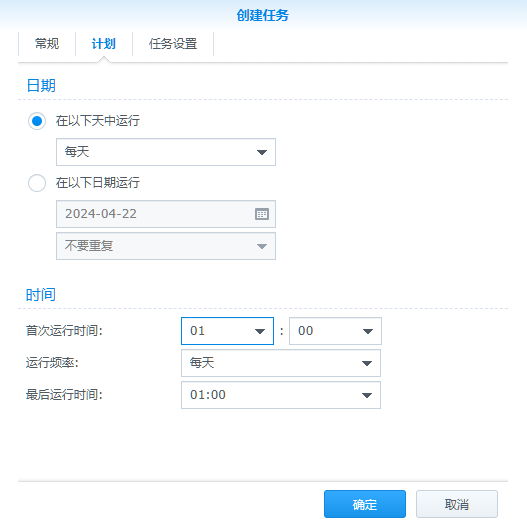 创建任务
常规 计划 任务设置
日期
在以下天中运行
每天
在以下日期运行
2024-04-22
不要重复
时间
首次运行时间: 01 : 00
运行频率: 每天
最后运行时间: 01:00
确定 取消